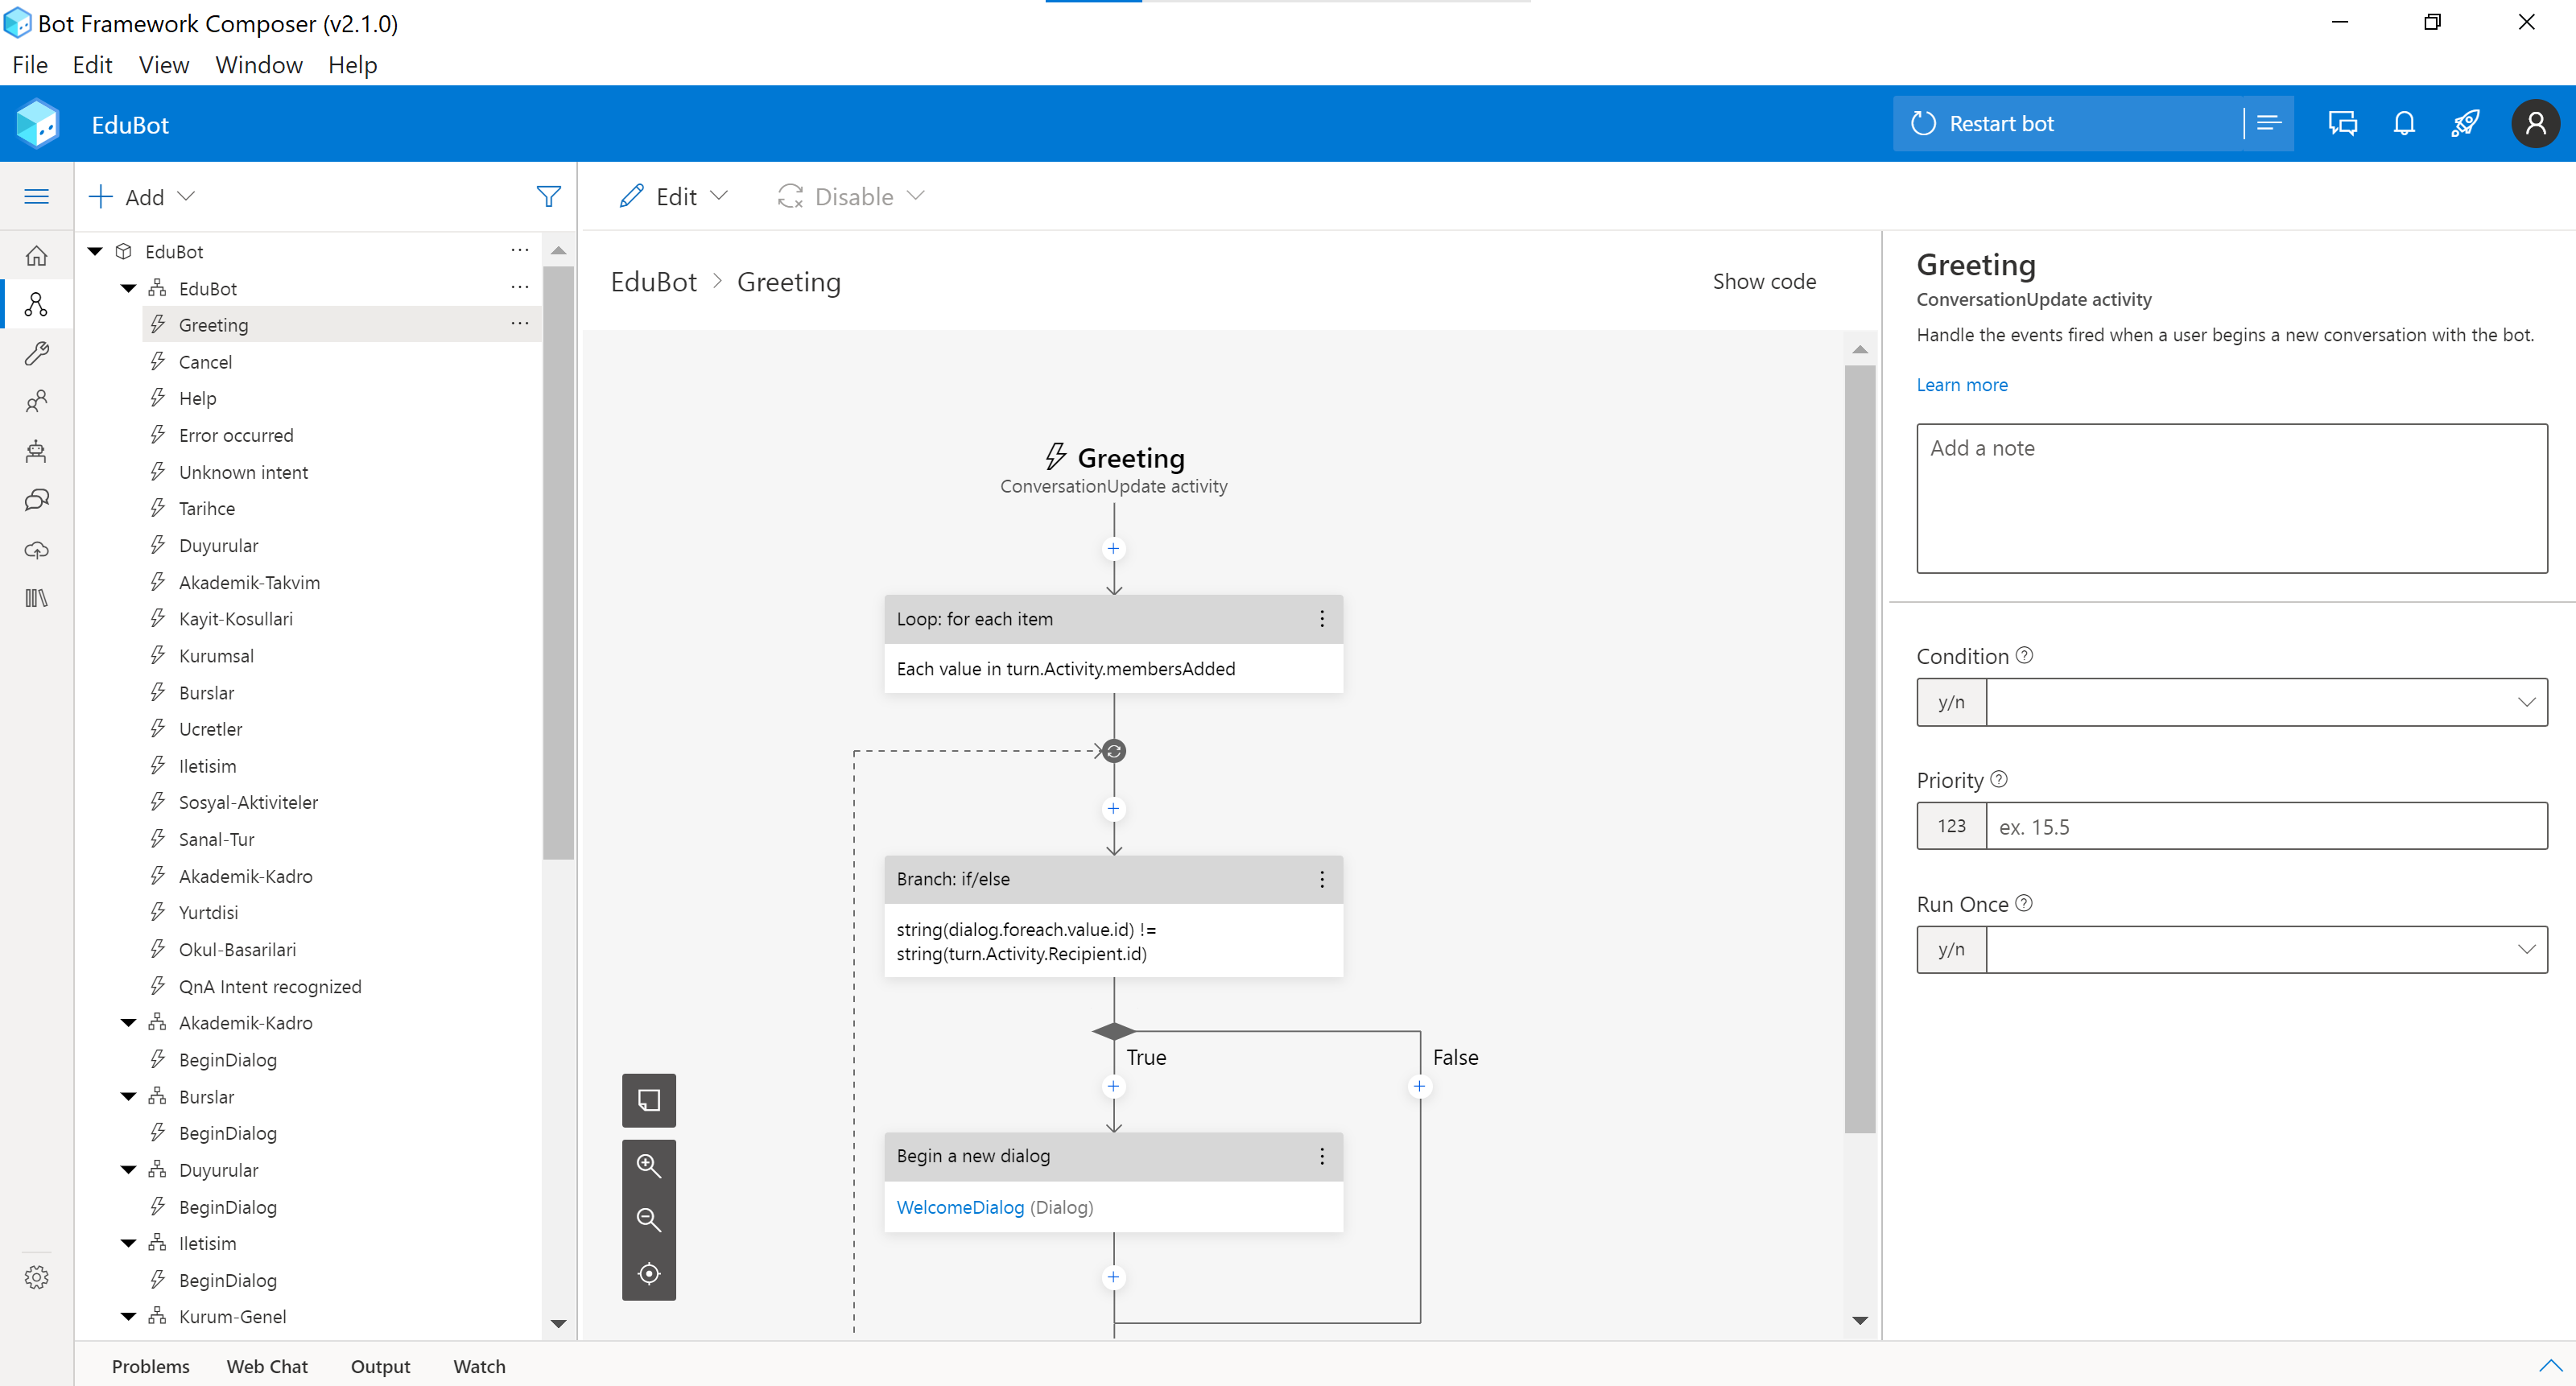 Bot Framework Composer (v2.1.0)
File Edit View Window Help
EduBot
Restart bot
Add
Edit
Disable
EduBot
EduBot
Greeting
Cancel
Help
Error occurred
Unknown intent
Tarihce
Duyurular
Akademik-Takvim
Kayit-Kosullari
Kurumsal
Burslar
Ucretler
Iletisim
Sosyal-Aktiviteler
Sanal-Tur
Akademik-Kadro
Yurtdisi
Okul-Basarilari
QnA Intent recognized
Akademik-Kadro
BeginDialog
Burslar
BeginDialog
Duyurular
BeginDialog
Iletisim
BeginDialog
Kurum-Genel
EduBot > Greeting
Show code
Greeting
ConversationUpdate activity
Loop: for each item
Each value in turn.Activity.membersAdded
Branch: if/else
string(dialog.foreach.value.id) !=
string(turn.Activity.Recipient.id)
True
False
Begin a new dialog
WelcomeDialog (Dialog)
Greeting
ConversationUpdate activity
Handle the events fired when a user begins a new conversation with the bot.
Learn more
Add a note
Condition
y/n
Priority
123 ex. 15.5
Run Once
y/n
Problems Web Chat Output Watch